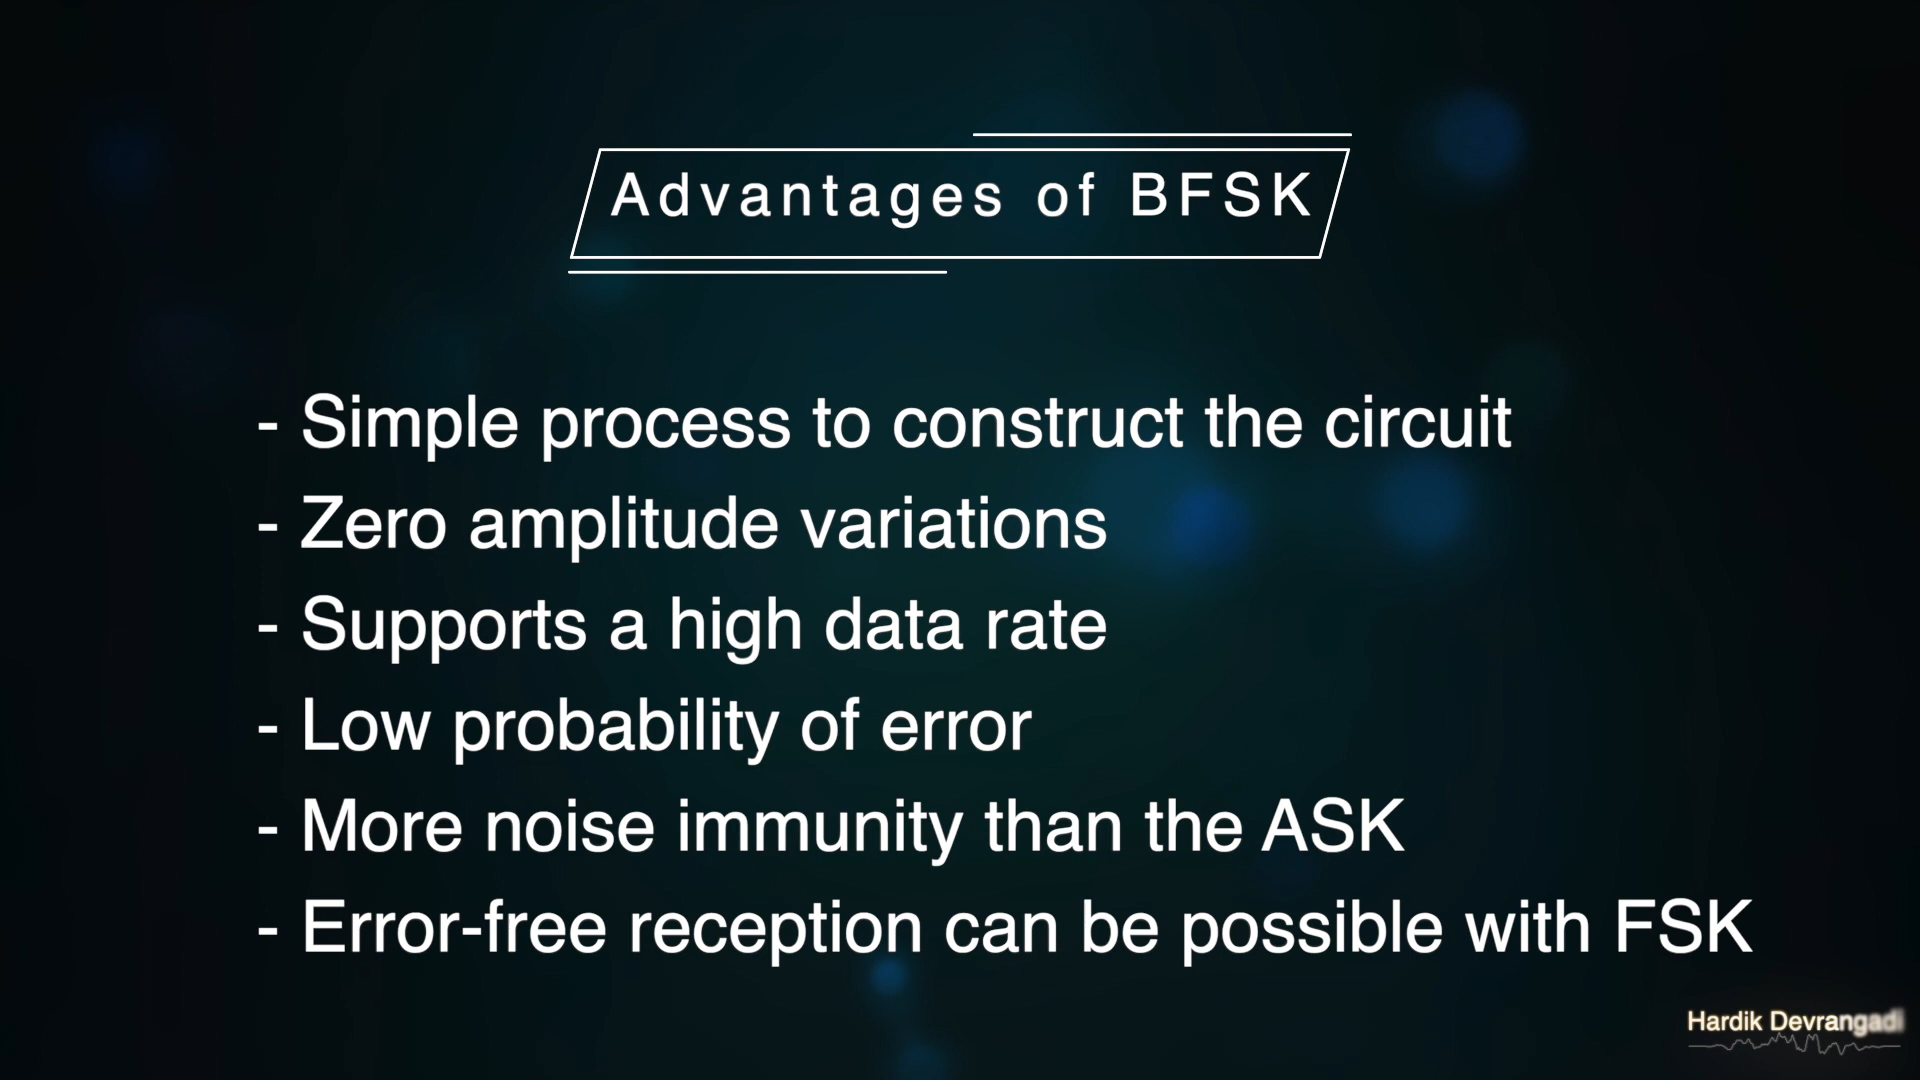 Advantages of BFSK
- Simple process to construct the circuit
- Zero amplitude variations
- Supports a high data rate
- Low probability of error
- More noise immunity than the ASK
- Error-free reception can be possible with FSK
Hardik Devrangadi